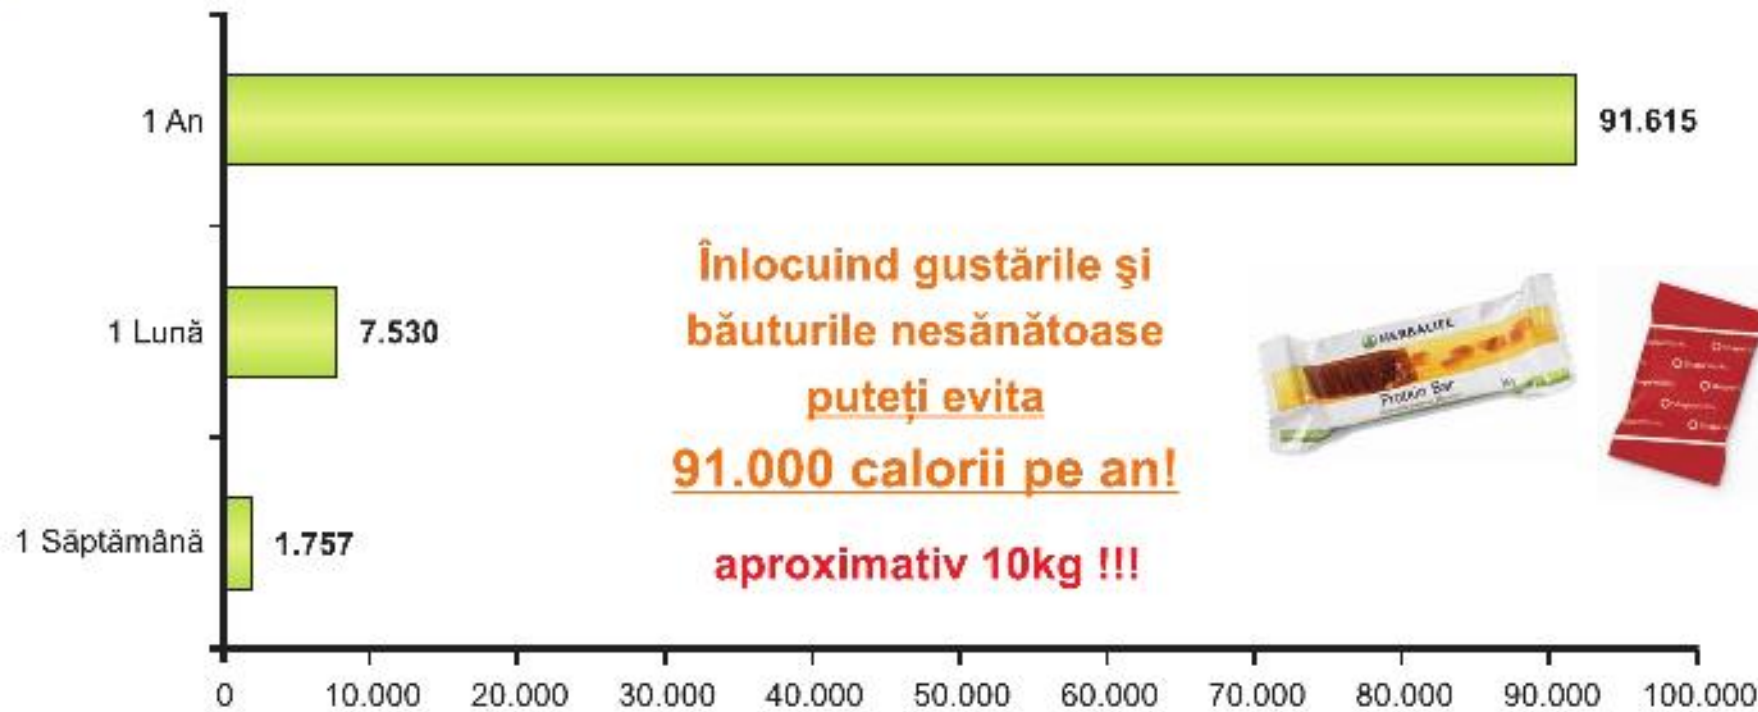 1 An
91.615
1 Lună
7.530
1 Săptămână
1.757
Înlocuind gustările şi
băuturile nesănătoase
puteți evita
91.000 calorii pe an!
aproximativ 10kg !!!
HERBALIFE
Protein Bar
0 10.000 20.000 30.000 40.000 50.000 60.000 70.000 80.000 90.000 100.000